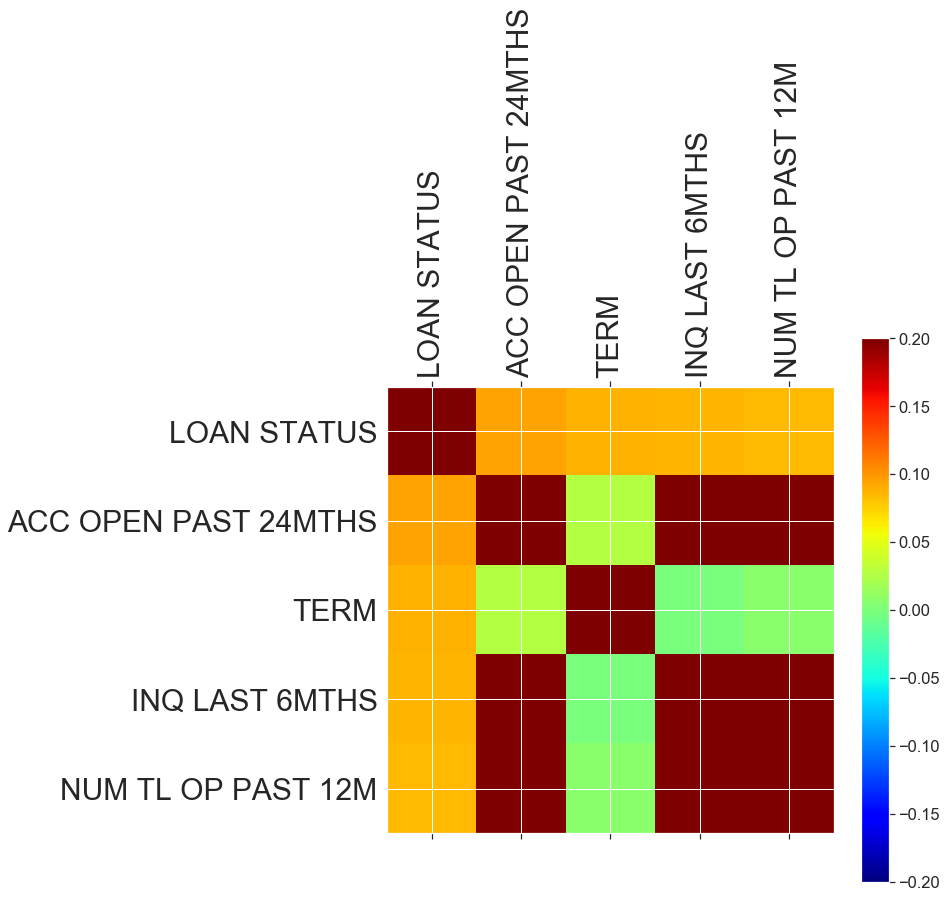 LOAN STATUS
ACC OPEN PAST 24MTHS
TERM
INQ LAST 6MTHS
NUM TL OP PAST 12M
LOAN STATUS
ACC OPEN PAST 24MTHS
TERM
INQ LAST 6MTHS
NUM TL OP PAST 12M
0.20
0.15
0.10
0.05
0.00
−0.05
−0.10
−0.15
−0.20